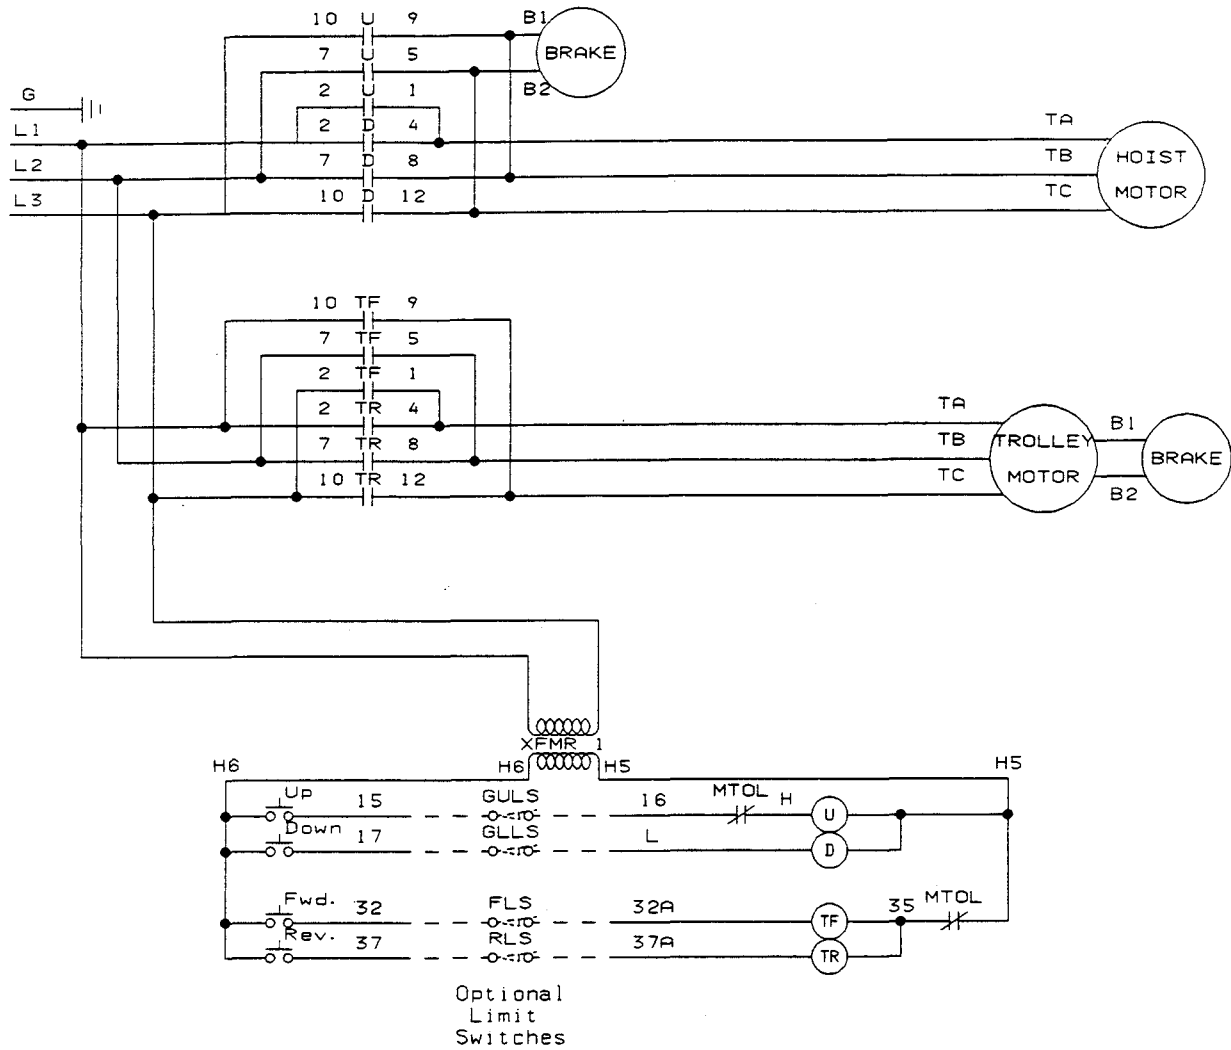 10 U 9 B1
BRAKE
7 U 5
B2
2 U 1
G
2 D 4
L1
TA
7 D 8
L2
TB
HOIST
MOTOR
10 D 12
L3
TC
10 TF 9
7 TF 5
2 TF 1
2 TR 4
TA
7 TR 8
TB
TROLLEY
MOTOR
B1
BRAKE
B2
10 TR 12
TC
XFMR 1
H6 H6 H5 H5
Up 15 GULS 16 MTOL H U
Down 17 GLLS L D
Fwd. 32 FLS 32A TF 35 MTOL
Rev. 37 RLS 37A TR
Optional
Limit
Switches